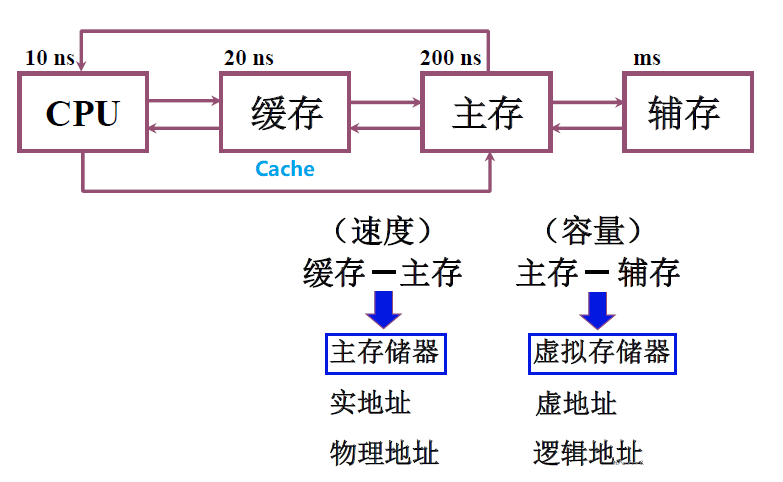 10 ns 20 ns 200 ns ms
CPU 缓存 主存 辅存
Cache
（速度） （容量）
缓存－主存 主存－辅存
主存储器 虚拟存储器
实地址 虚地址
物理地址 逻辑地址